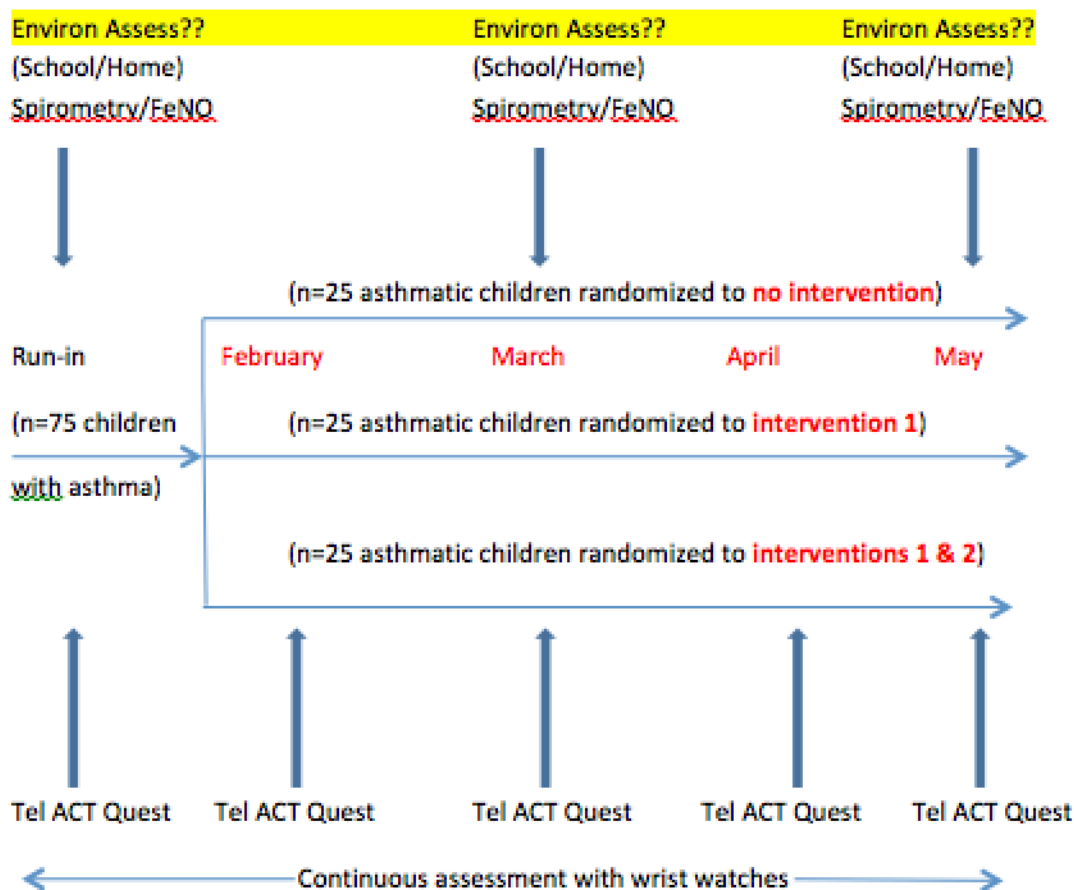 Environ Assess?? Environ Assess?? Environ Assess??
(School/Home) (School/Home) (School/Home)
Spirometry/FeNO Spirometry/FeNO Spirometry/FeNO
(n=25 asthmatic children randomized to no intervention)
Run-in February March April May
(n=75 children (n=25 asthmatic children randomized to intervention 1)
with asthma)
(n=25 asthmatic children randomized to interventions 1 & 2)
Tel ACT Quest Tel ACT Quest Tel ACT Quest Tel ACT Quest Tel ACT Quest
Continuous assessment with wrist watches